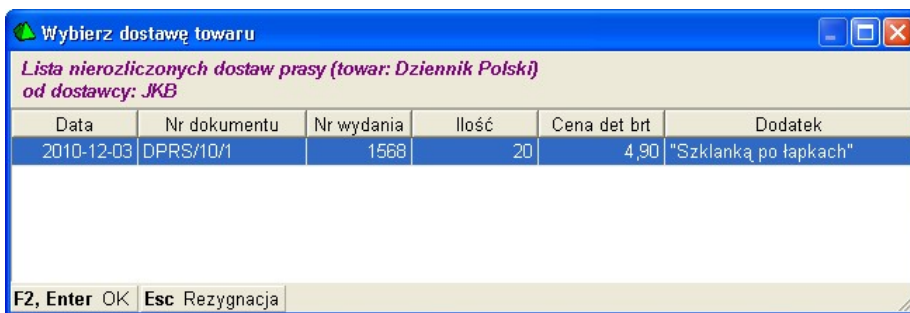 Wybierz dostawę towaru
Lista nierozliczonych dostaw prasy (towar: Dziennik Polski)
od dostawcy: JKB
Data Nr dokumentu Nr wydania Ilość Cena det brt Dodatek
2010-12-03 DPRS/10/1 1568 20 4,90 "Szklanką po łapkach"
F2, Enter OK Esc Rezygnacja